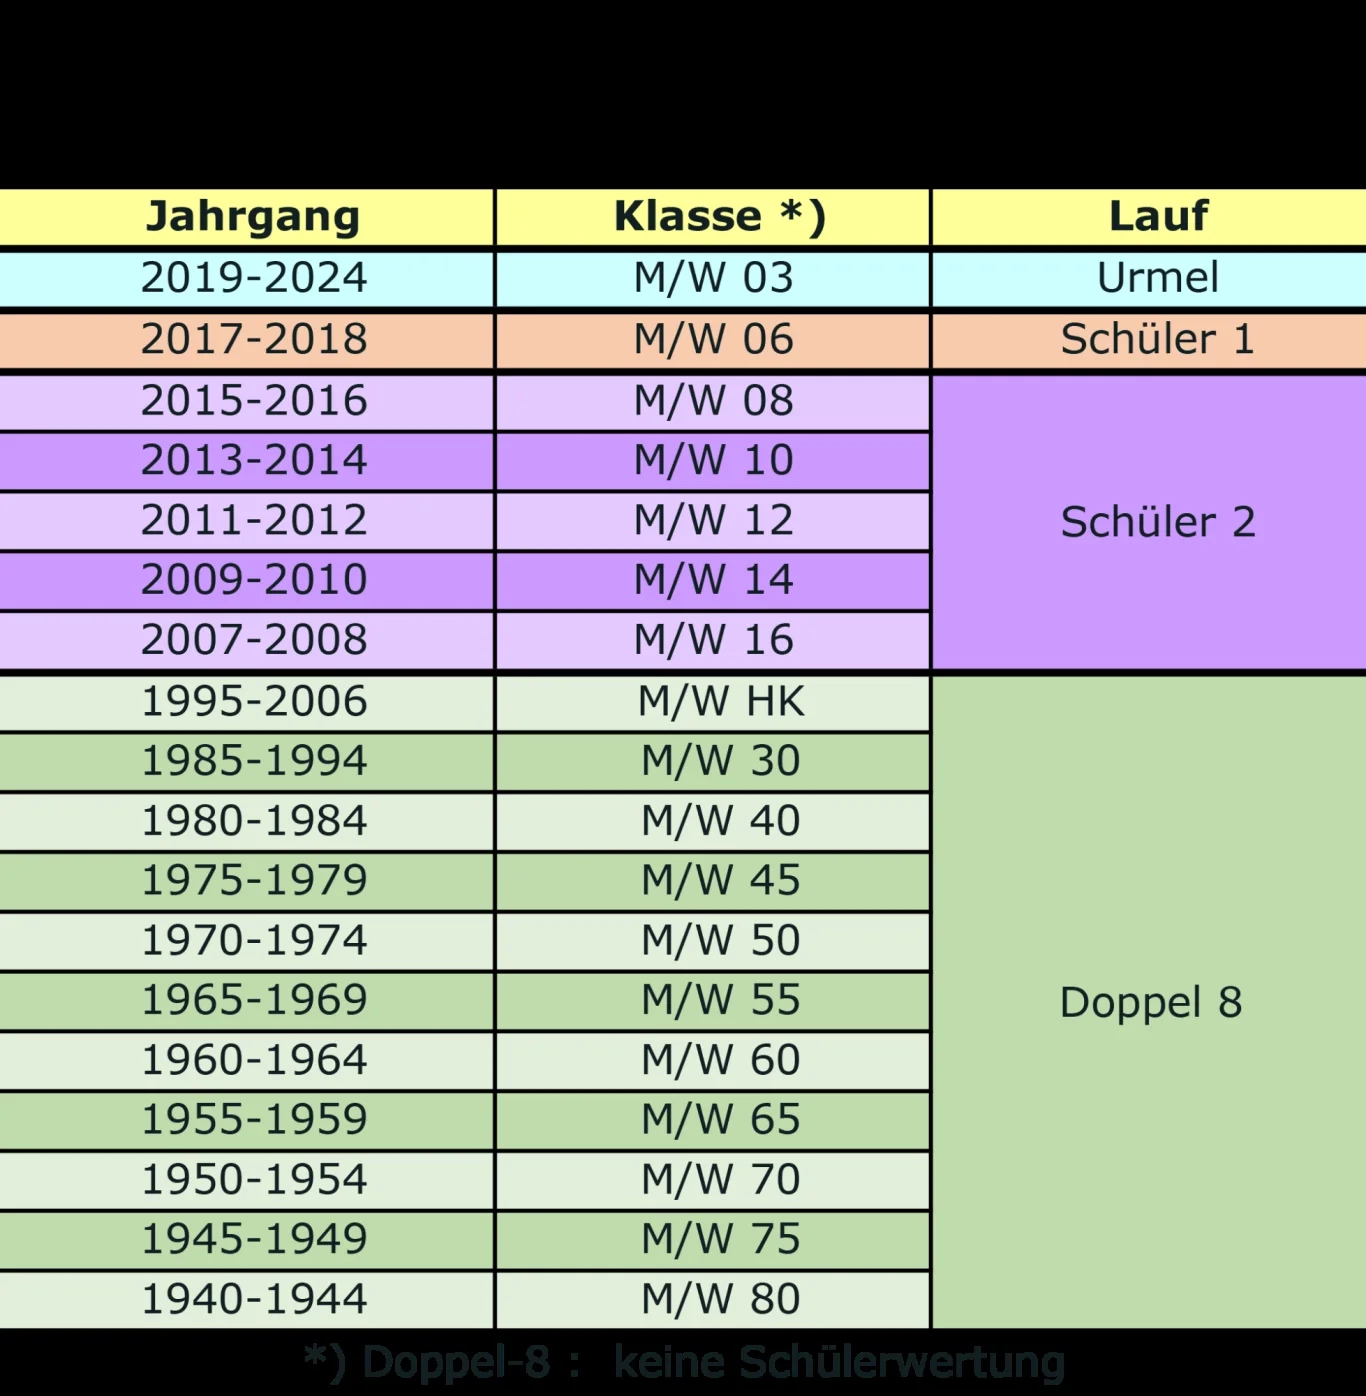 Jahrgang Klasse *) Lauf
2019-2024 M/W 03 Urmel
2017-2018 M/W 06 Schüler 1
2015-2016 M/W 08
2013-2014 M/W 10
2011-2012 M/W 12 Schüler 2
2009-2010 M/W 14
2007-2008 M/W 16
1995-2006 M/W HK
1985-1994 M/W 30
1980-1984 M/W 40
1975-1979 M/W 45
1970-1974 M/W 50
1965-1969 M/W 55 Doppel 8
1960-1964 M/W 60
1955-1959 M/W 65
1950-1954 M/W 70
1945-1949 M/W 75
1940-1944 M/W 80
*) Doppel-8 : keine Schülerwertung